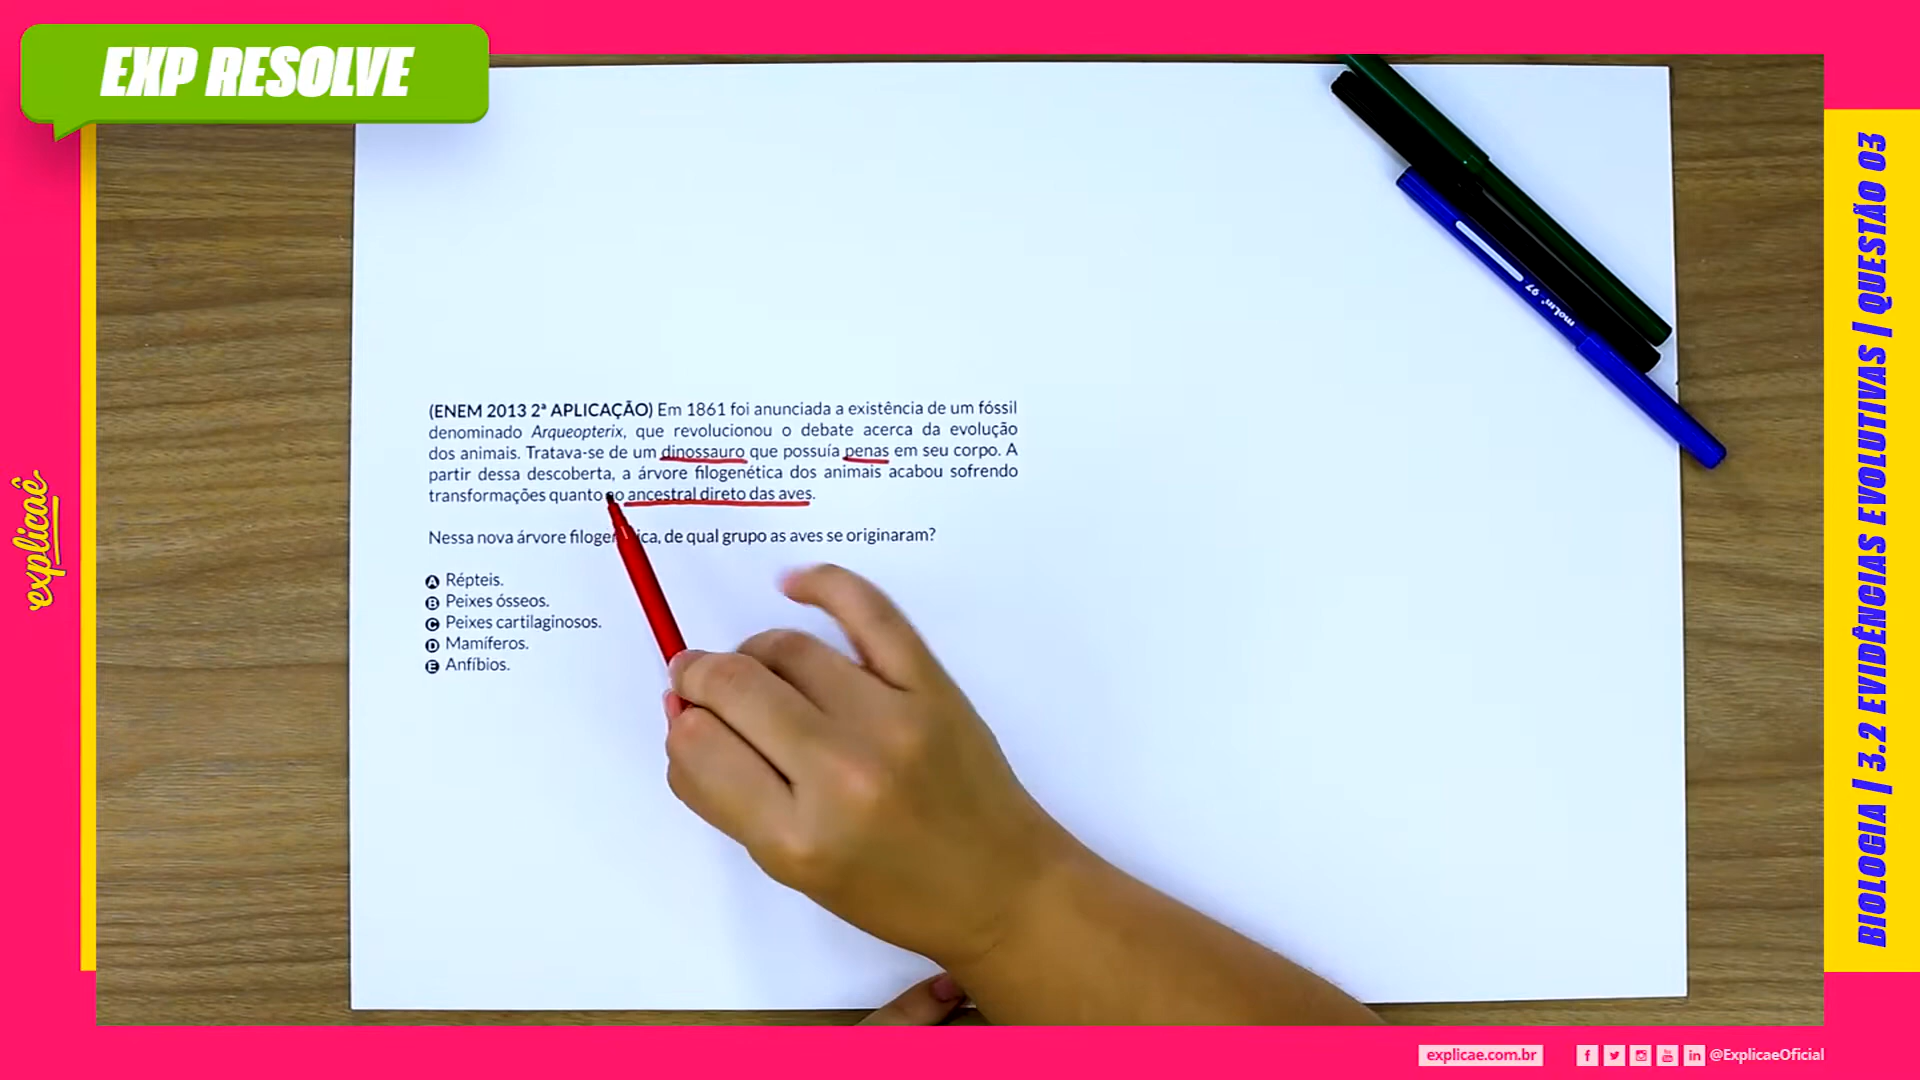 EXP RESOLVE
(ENEM 2013 2ª APLICAÇÃO) Em 1861 foi anunciada a existência de um fóssil
denominado Arqueopterix, que revolucionou o debate acerca da evolução
dos animais. Tratava-se de um dinossauro que possuía penas em seu corpo. A
partir dessa descoberta, a árvore filogenética dos animais acabou sofrendo
transformações quanto ao ancestral direto das aves.
Nessa nova árvore filogenética, de qual grupo as aves se originaram?
A Répteis.
B Peixes ósseos.
C Peixes cartilaginosos.
D Mamíferos.
E Anfíbios.
molin® 97
explicaê
BIOLOGIA | 3.2 EVIDÊNCIAS EVOLUTIVAS | QUESTÃO 03
explicae.com.br
@ExplicaeOficial